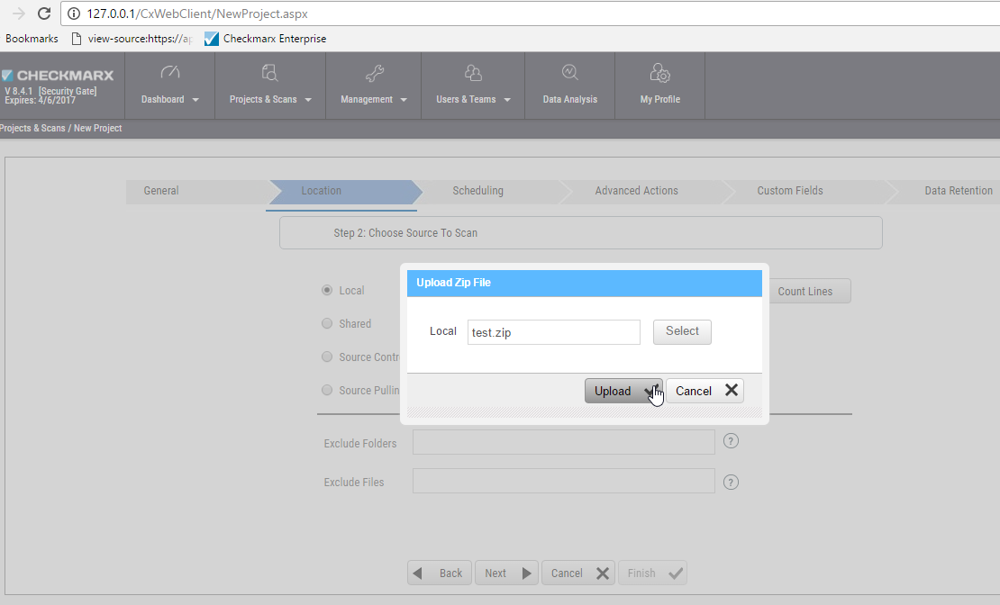 127.0.0.1/CxWebClient/NewProject.aspx
Bookmarks view-source:https://ap Checkmarx Enterprise
CHECKMARX
V 8.4.1 [Security Gate]
Expires: 4/6/2017
Dashboard Projects & Scans Management Users & Teams Data Analysis My Profile
Projects & Scans / New Project
General Location Scheduling Advanced Actions Custom Fields Data Retention
Step 2: Choose Source To Scan
Upload Zip File
Local Count Lines
Shared
Local test.zip Select
Source Contr
Source Pullin
Upload Cancel
Exclude Folders ?
Exclude Files ?
Back Next Cancel Finish